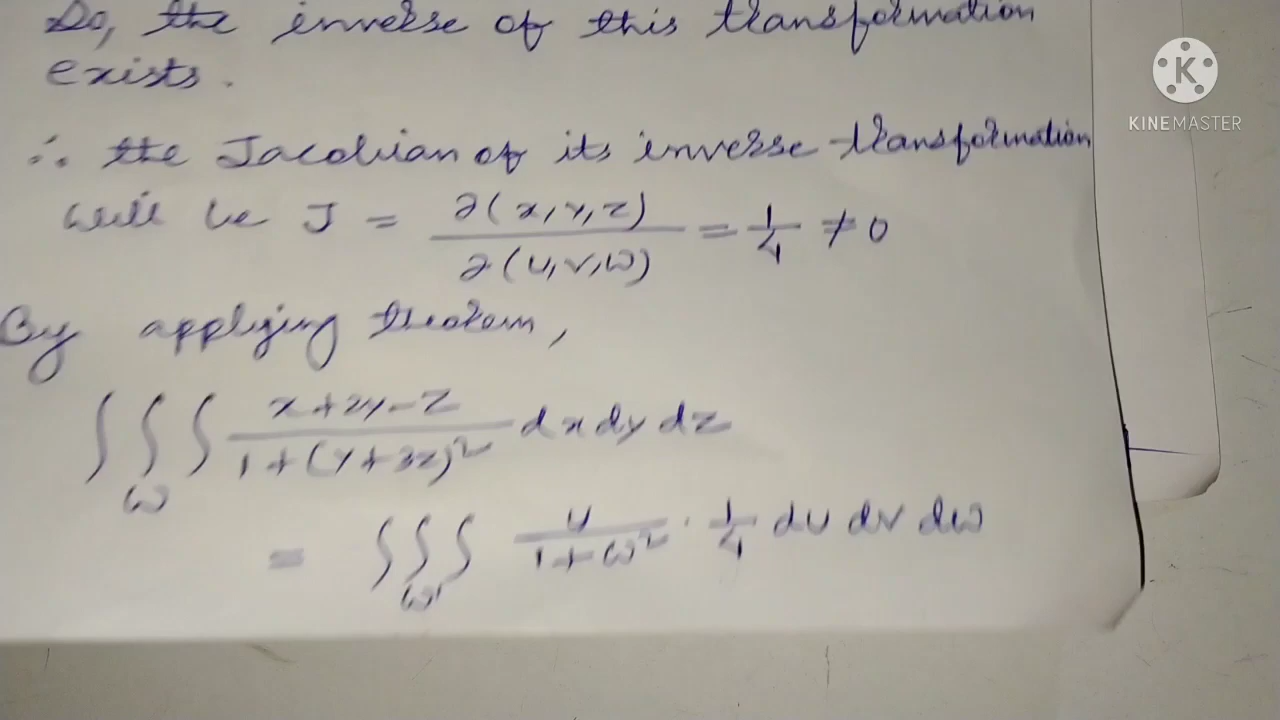 So, the inverse of this transformation
exists.
∴ the Jacobian of its inverse transformation
will be J = ∂(x,y,z)/∂(u,v,w) = 1/4 ≠ 0
By applying theorem,
∫∫∫_W (x+2y-z)/(1+(y+3z)²) dx dy dz
= ∫∫∫_W' u/(1+w²) · 1/4 du dv dw
K
KINEMASTER